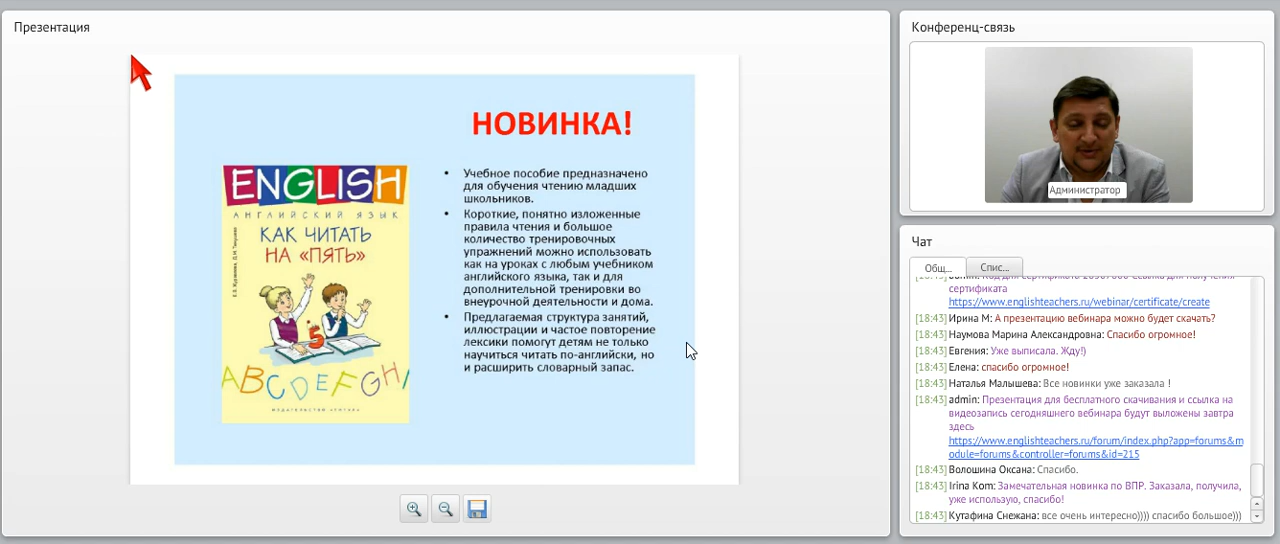 Презентация
НОВИНКА!
ENGLISH
АНГЛИЙСКИЙ ЯЗЫК
КАК ЧИТАТЬ
НА «ПЯТЬ»
5
ABCDEFGHI
ИЗДАТЕЛЬСТВО «ТИТУЛ»
• Учебное пособие предназначено
для обучения чтению младших
школьников.
• Короткие, понятно изложенные
правила чтения и большое
количество тренировочных
упражнений можно использовать
как на уроках с любым учебником
английского языка, так и для
дополнительной тренировки во
внеурочной деятельности и дома.
• Предлагаемая структура занятий,
иллюстрации и частое повторение
лексики помогут детям не только
научиться читать по-английски, но
и расширить словарный запас.
Конференц-связь
Администратор
Чат
Общ...
Спис...
сертификата
https://www.englishteachers.ru/webinar/certificate/create
[18:43] Ирина М: А презентацию вебинара можно будет скачать?
[18:43] Наумова Марина Александровна: Спасибо огромное!
[18:43] Евгения: Уже выписала. Жду!)
[18:43] Елена: спасибо огромное!
[18:43] Наталья Малышева: Все новинки уже заказала !
[18:43] admin: Презентация для бесплатного скачивания и ссылка на
видеозапись сегодняшнего вебинара будут выложены завтра
здесь
https://www.englishteachers.ru/forum/index.php?app=forums&m
odule=forums&controller=forums&id=215
[18:43] Волошина Оксана: Спасибо.
[18:43] Irina Kom: Замечательная новинка по ВПР. Заказала, получила,
уже использую, спасибо!
[18:43] Кутафина Снежана: все очень интересно)))) спасибо большое)))